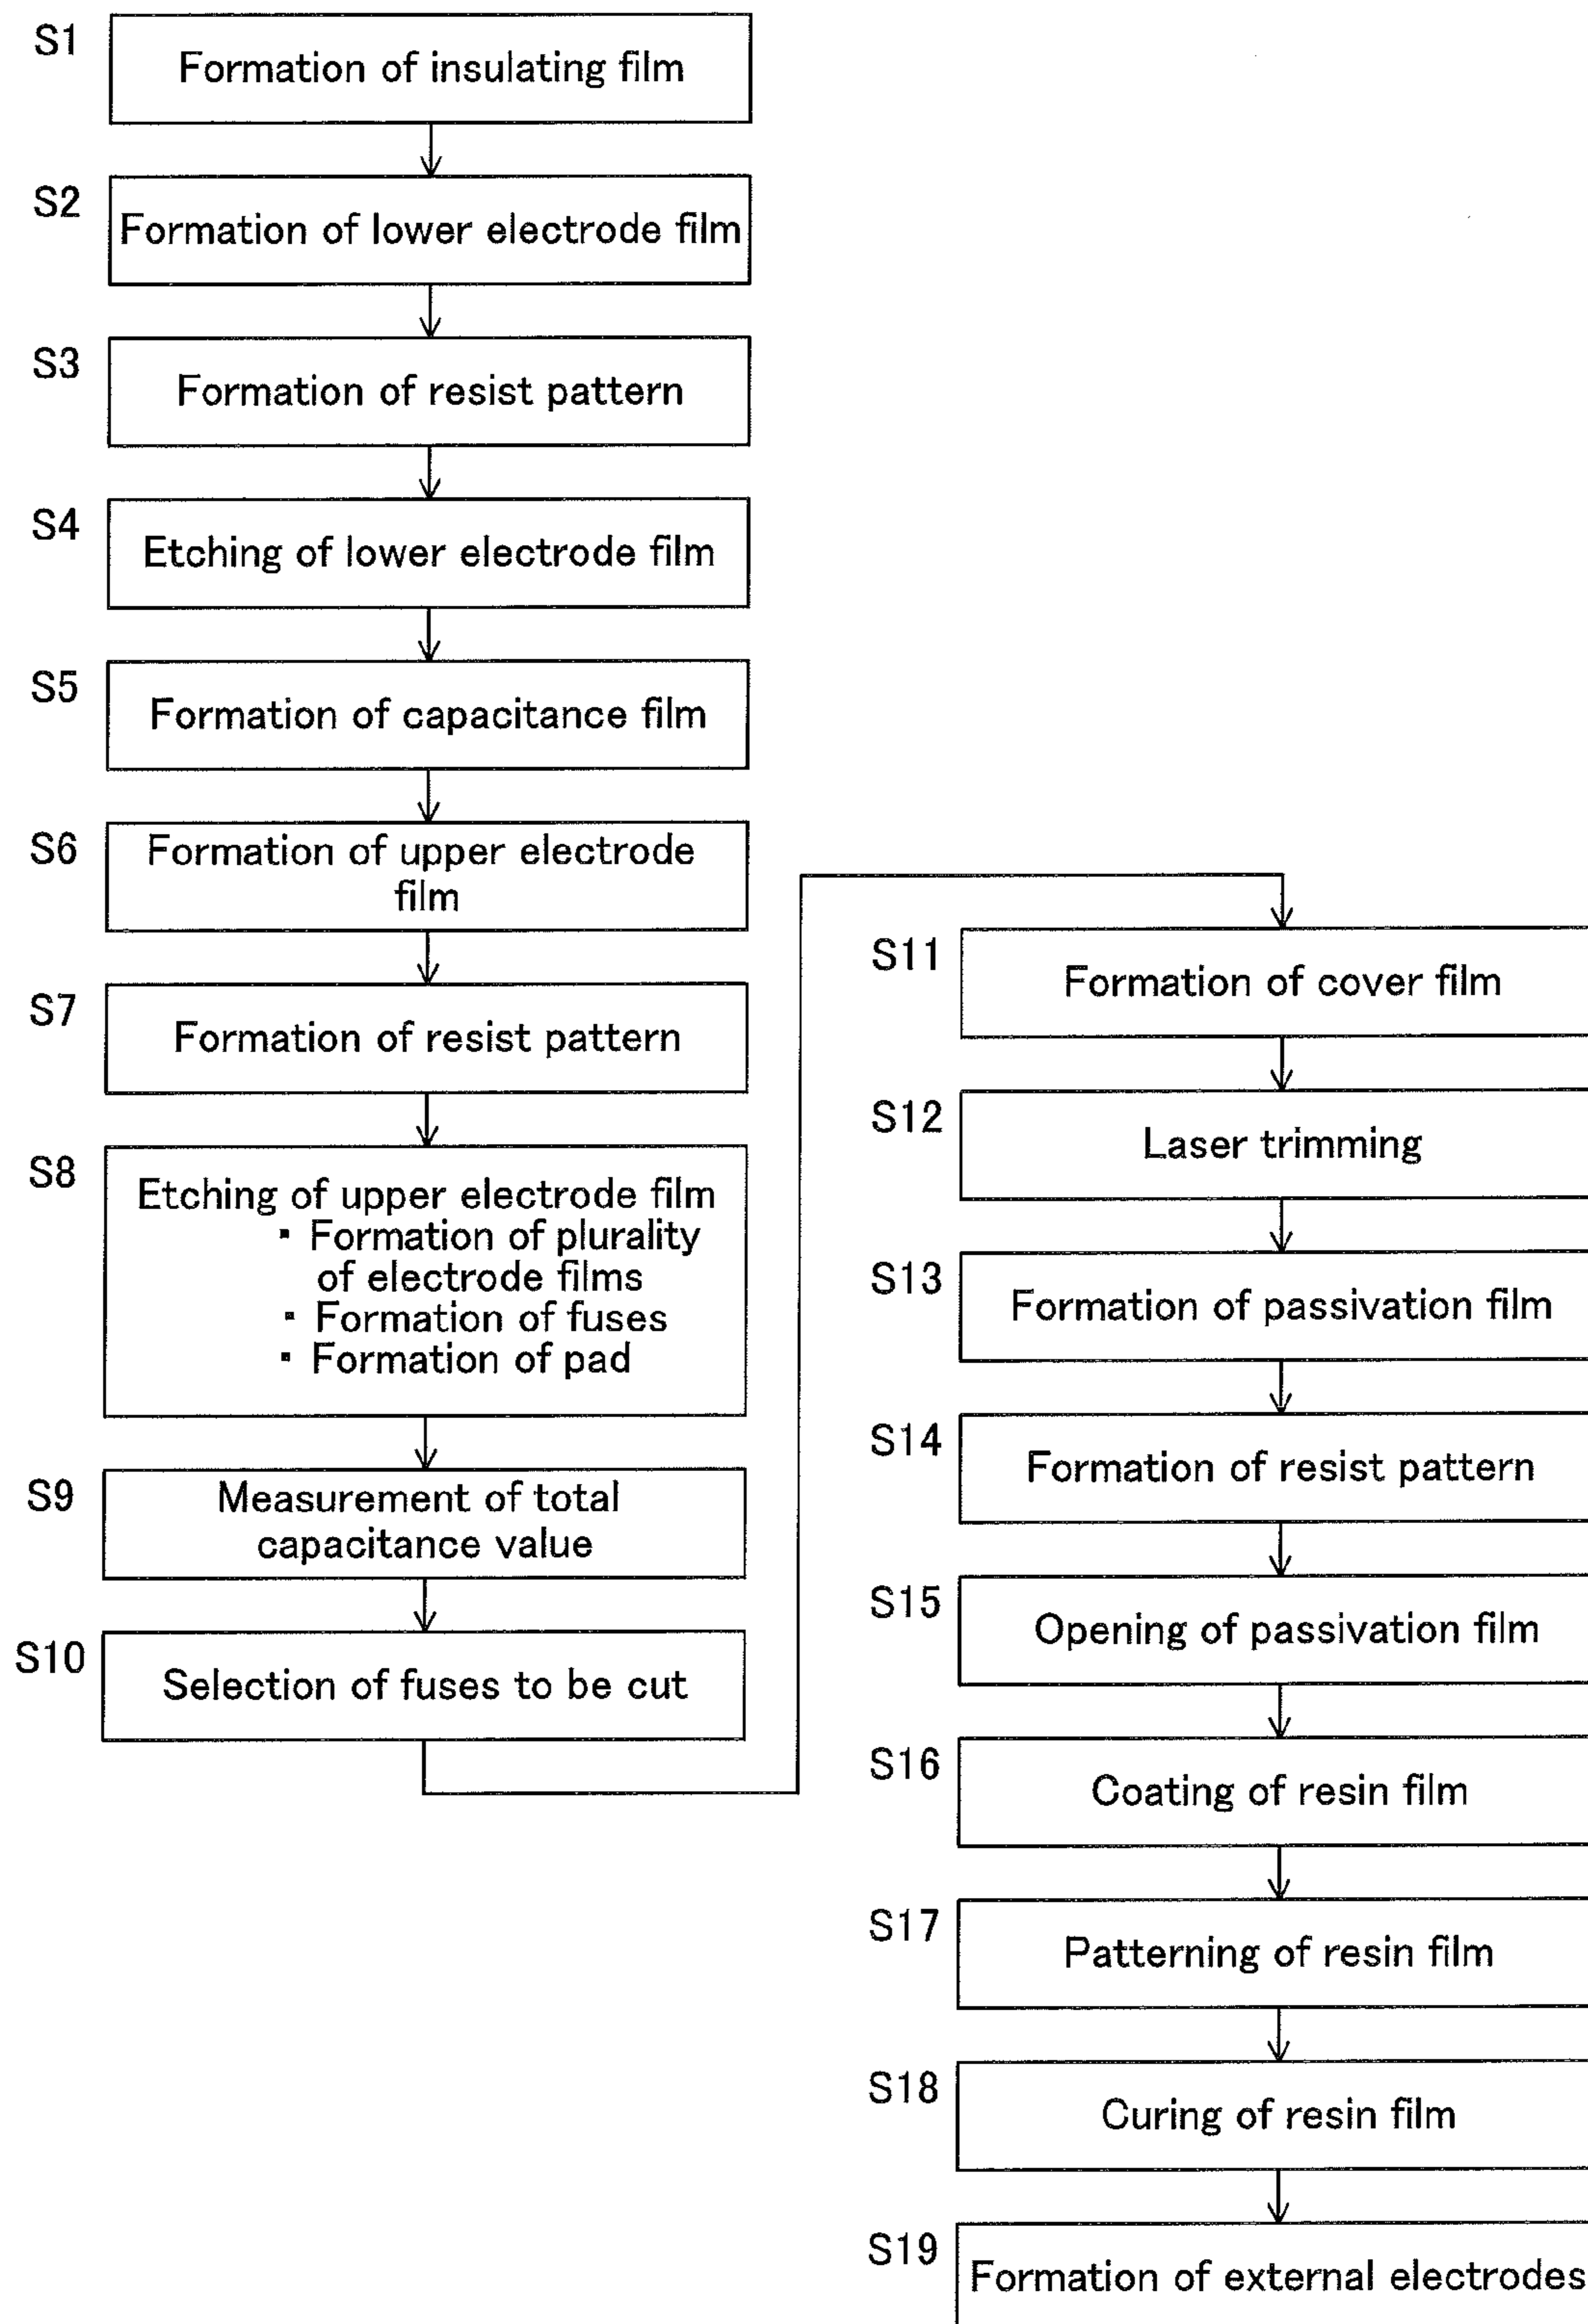 S1
Formation of insulating film
S2
Formation of lower electrode film
S3
Formation of resist pattern
S4
Etching of lower electrode film
S5
Formation of capacitance film
S6
Formation of upper electrode
film
S7
Formation of resist pattern
S8
Etching of upper electrode film
▪ Formation of plurality
of electrode films
▪ Formation of fuses
▪ Formation of pad
S9
Measurement of total
capacitance value
S10
Selection of fuses to be cut
S11
Formation of cover film
S12
Laser trimming
S13
Formation of passivation film
S14
Formation of resist pattern
S15
Opening of passivation film
S16
Coating of resin film
S17
Patterning of resin film
S18
Curing of resin film
S19
Formation of external electrodes